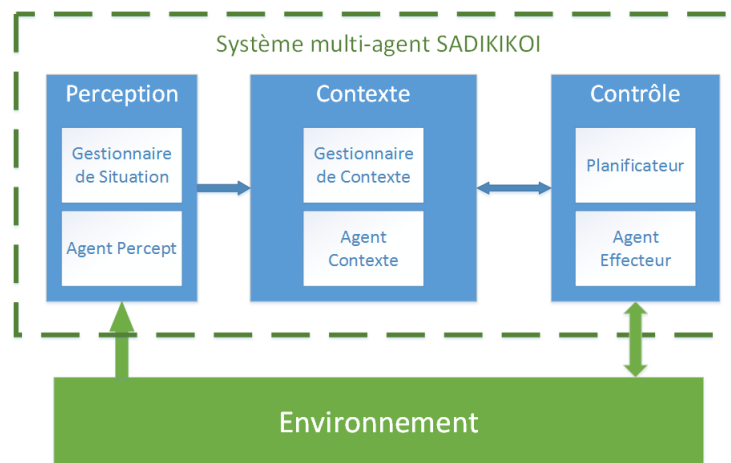 Système multi-agent SADIKIKOI
Perception
Contexte
Contrôle
Gestionnaire
de Situation
Gestionnaire
de Contexte
Planificateur
Agent Percept
Agent
Contexte
Agent
Effecteur
Environnement